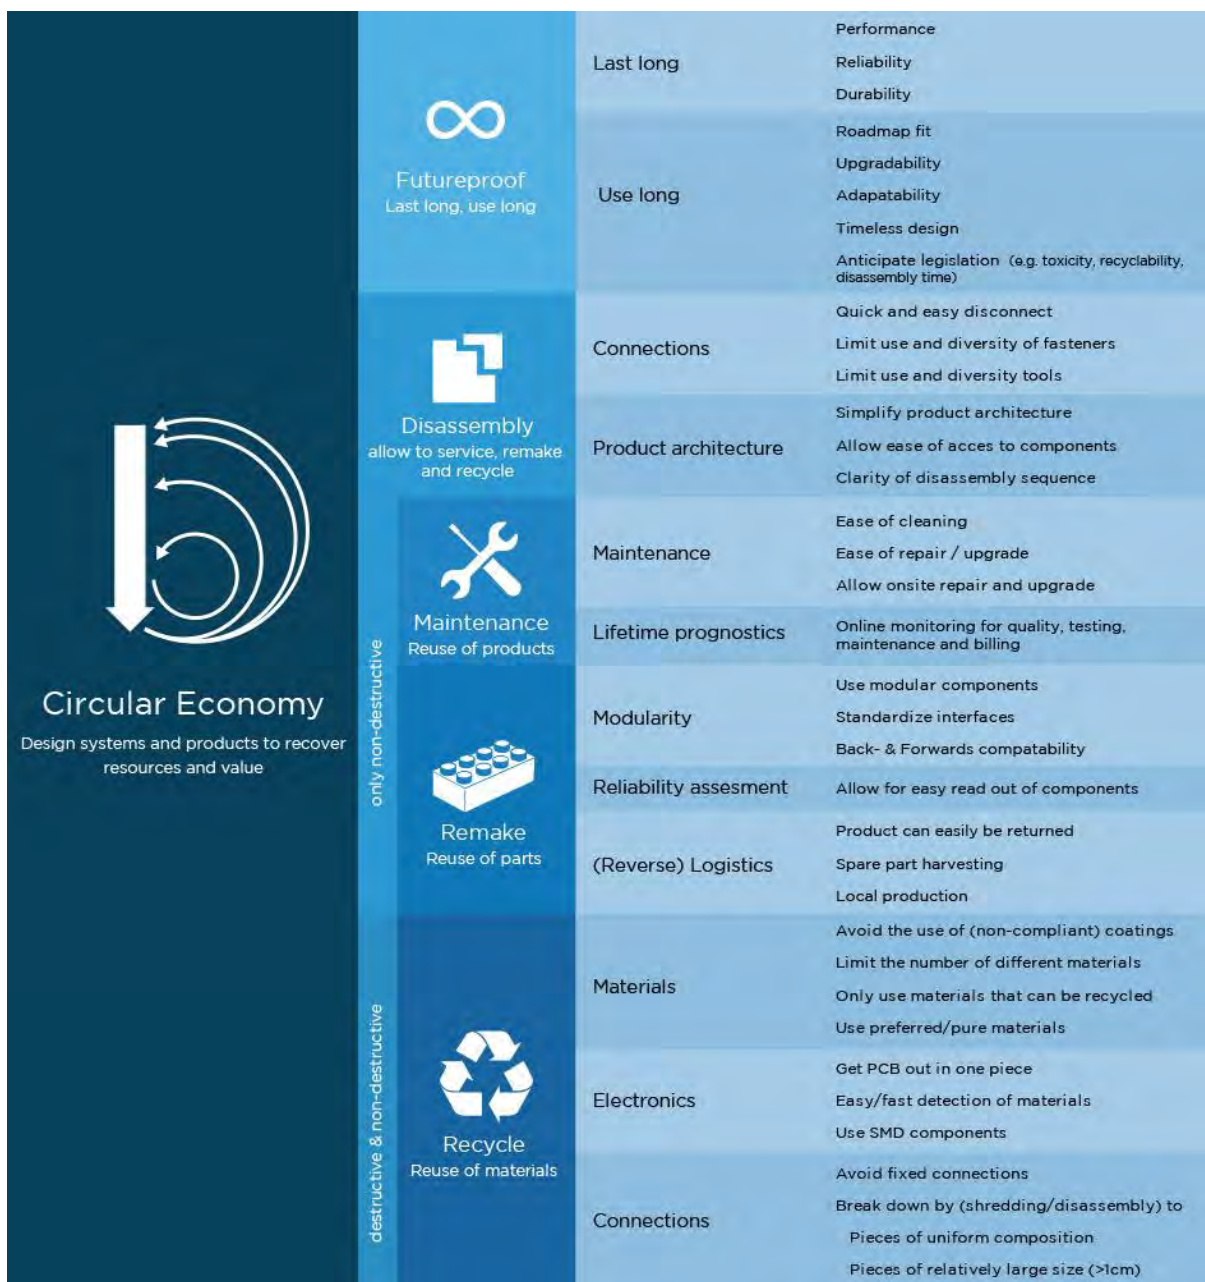 Circular Economy
Design systems and products to recover
resources and value
Futureproof
Last long, use long
Last long
Performance
Reliability
Durability
Use long
Roadmap fit
Upgradability
Adapatability
Timeless design
Anticipate legislation (e.g. toxicity, recyclability,
disassembly time)
Disassembly
allow to service, remake
and recycle
Connections
Quick and easy disconnect
Limit use and diversity of fasteners
Limit use and diversity tools
Product architecture
Simplify product architecture
Allow ease of acces to components
Clarity of disassembly sequence
only non-destructive
Maintenance
Reuse of products
Maintenance
Ease of cleaning
Ease of repair / upgrade
Allow onsite repair and upgrade
Lifetime prognostics
Online monitoring for quality, testing,
maintenance and billing
Remake
Reuse of parts
Modularity
Use modular components
Standardize interfaces
Back- & Forwards compatability
Reliability assesment
Allow for easy read out of components
(Reverse) Logistics
Product can easily be returned
Spare part harvesting
Local production
destructive & non-destructive
Recycle
Reuse of materials
Materials
Avoid the use of (non-compliant) coatings
Limit the number of different materials
Only use materials that can be recycled
Use preferred/pure materials
Electronics
Get PCB out in one piece
Easy/fast detection of materials
Use SMD components
Connections
Avoid fixed connections
Break down by (shredding/disassembly) to
Pieces of uniform composition
Pieces of relatively large size (>1cm)